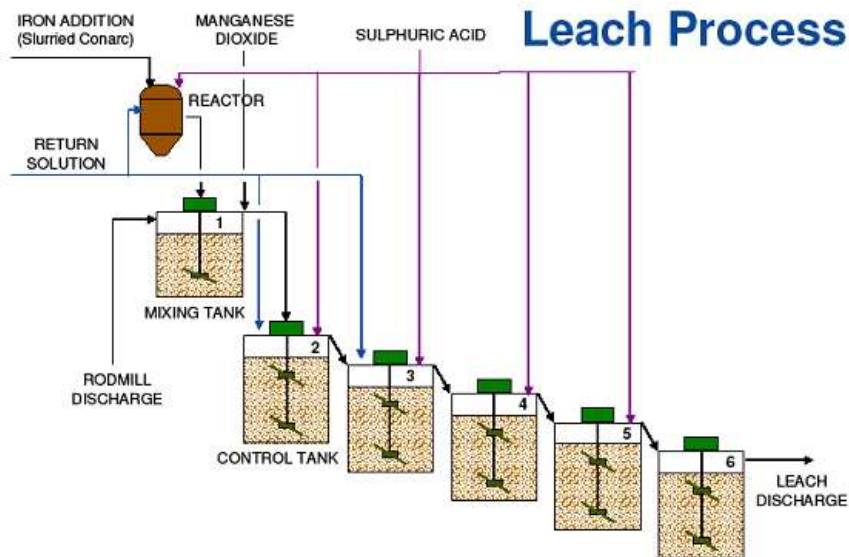 Leach Process
IRON ADDITION
(Slurried Conarc)
MANGANESE
DIOXIDE
SULPHURIC ACID
REACTOR
RETURN
SOLUTION
1
MIXING TANK
RODMILL
DISCHARGE
2
CONTROL TANK
3
4
5
6
LEACH
DISCHARGE